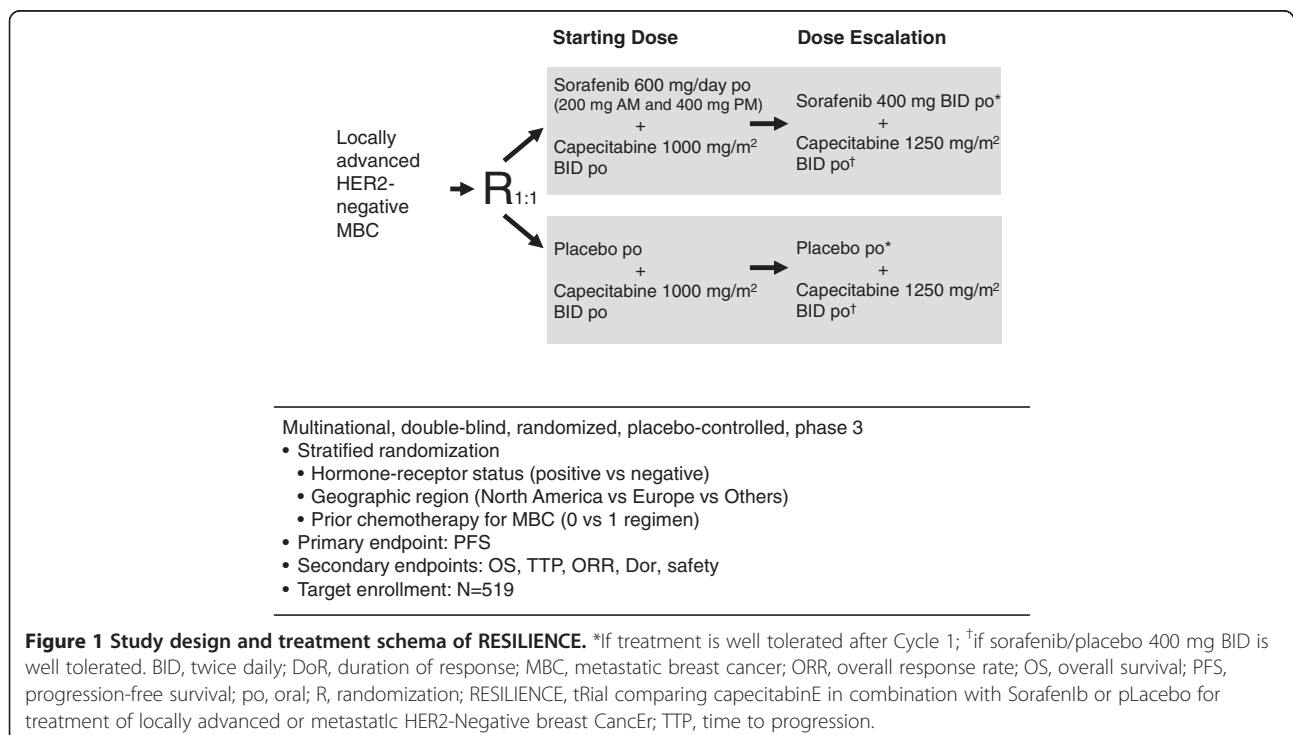 Starting Dose
Dose Escalation
Locally
advanced
HER2-
negative
MBC
R1:1
Sorafenib 600 mg/day po
(200 mg AM and 400 mg PM)
+
Capecitabine 1000 mg/m²
BID po
Sorafenib 400 mg BID po*
+
Capecitabine 1250 mg/m²
BID po†
Placebo po
+
Capecitabine 1000 mg/m²
BID po
Placebo po*
+
Capecitabine 1250 mg/m²
BID po†
Multinational, double-blind, randomized, placebo-controlled, phase 3
• Stratified randomization
• Hormone-receptor status (positive vs negative)
• Geographic region (North America vs Europe vs Others)
• Prior chemotherapy for MBC (0 vs 1 regimen)
• Primary endpoint: PFS
• Secondary endpoints: OS, TTP, ORR, Dor, safety
• Target enrollment: N=519
Figure 1 Study design and treatment schema of RESILIENCE. *If treatment is well tolerated after Cycle 1; †if sorafenib/placebo 400 mg BID is
well tolerated. BID, twice daily; DoR, duration of response; MBC, metastatic breast cancer; ORR, overall response rate; OS, overall survival; PFS,
progression-free survival; po, oral; R, randomization; RESILIENCE, tRial comparing capecitabinE in combination with SorafenIb or pLacebo for
treatment of locally advanced or metastatIc HER2-Negative breast CancEr; TTP, time to progression.